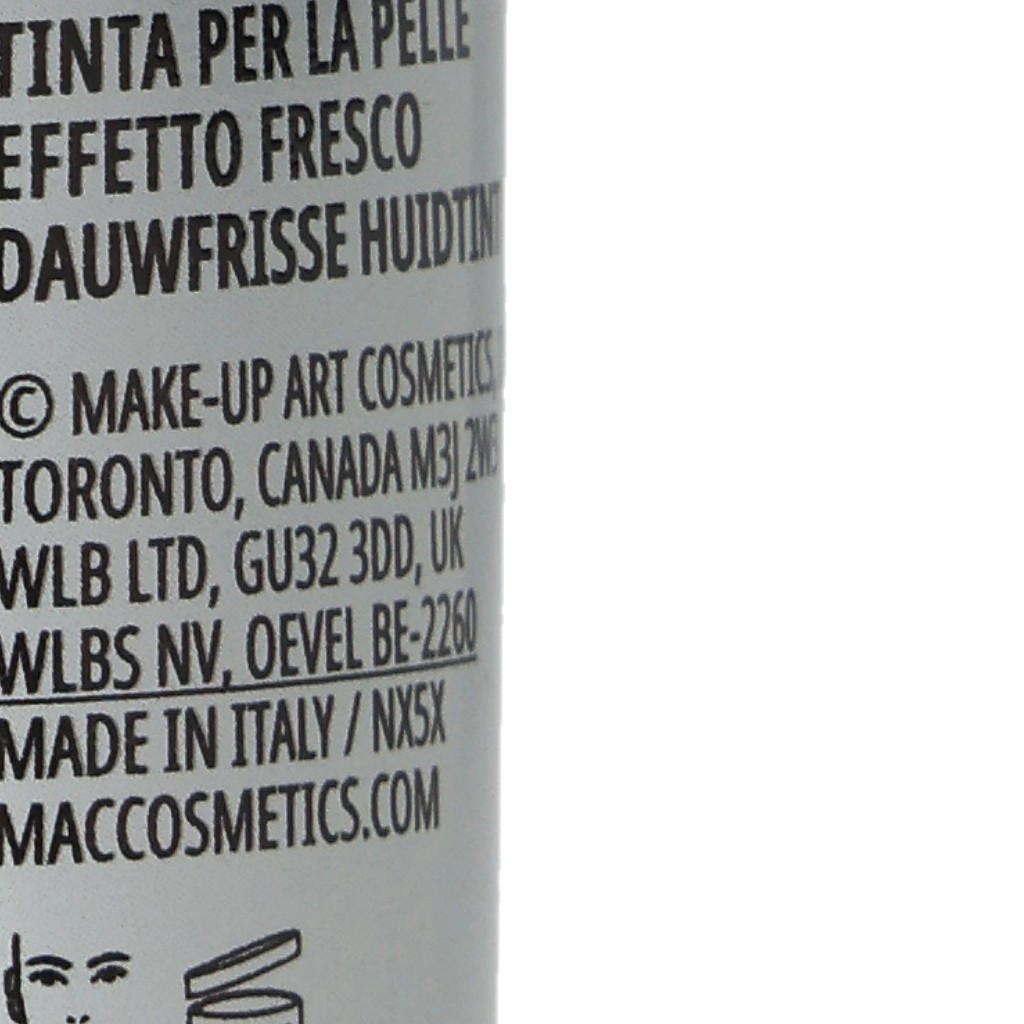 TINTA PER LA PELLE
EFFETTO FRESCO
DAUWFRISSE HUIDTINT
© MAKE-UP ART COSMETICS,
TORONTO, CANADA M3J
WLB LTD, GU32 3DD, UK
WLBS NV, OEVEL BE-2260
MADE IN ITALY / NX5X
MACCOSMETICS.COM